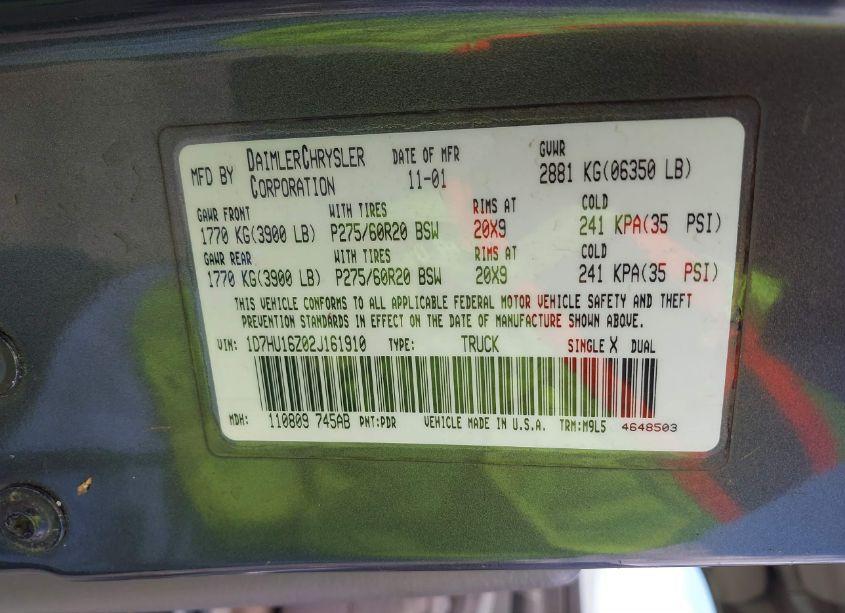 MFD BY DAIMLERCHRYSLER CORPORATION DATE OF MFR 11-01 GVWR 2881 KG(06350 LB)
GAWR FRONT WITH TIRES RIMS AT COLD
1770 KG(3900 LB) P275/60R20 BSW 20X9 241 KPA(35 PSI)
GAWR REAR WITH TIRES RIMS AT COLD
1770 KG(3900 LB) P275/60R20 BSW 20X9 241 KPA(35 PSI)
THIS VEHICLE CONFORMS TO ALL APPLICABLE FEDERAL MOTOR VEHICLE SAFETY AND THEFT
PREVENTION STANDARDS IN EFFECT ON THE DATE OF MANUFACTURE SHOWN ABOVE.
VIN: 1D7HU16Z02J161910 TYPE: TRUCK SINGLE X DUAL
MDH: 110809 745AB PNT:PDR VEHICLE MADE IN U.S.A. TRM:M9L5 4648503